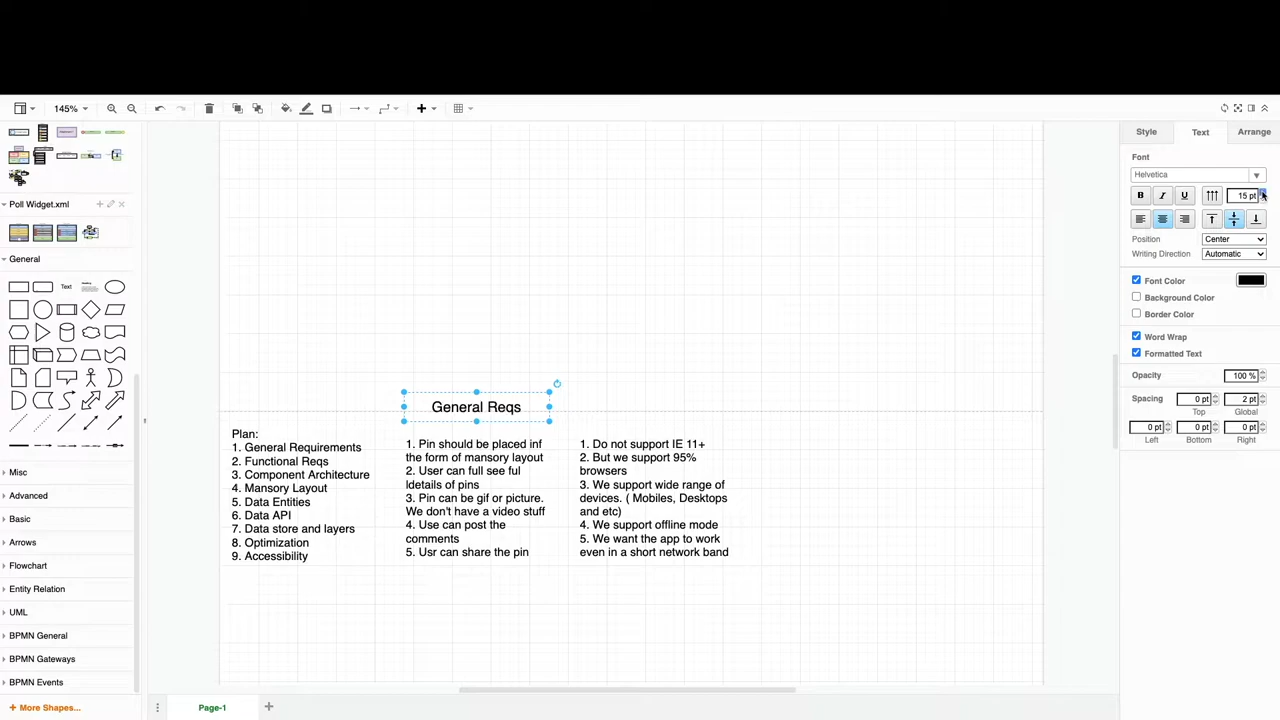 145%
Poll Widget.xml
General
Text
Heading
Misc
Advanced
Basic
Arrows
Flowchart
Entity Relation
UML
BPMN General
BPMN Gateways
BPMN Events
+ More Shapes...
General Reqs
Plan:
1. General Requirements
2. Functional Reqs
3. Component Architecture
4. Mansory Layout
5. Data Entities
6. Data API
7. Data store and layers
8. Optimization
9. Accessibility
1. Pin should be placed inf
the form of mansory layout
2. User can full see ful
ldetails of pins
3. Pin can be gif or picture.
We don't have a video stuff
4. Use can post the
comments
5. Usr can share the pin
1. Do not support IE 11+
2. But we support 95%
browsers
3. We support wide range of
devices. ( Mobiles, Desktops
and etc)
4. We support offline mode
5. We want the app to work
even in a short network band
Page-1
Style Text Arrange
Font
Helvetica
B I U 15 pt
Position Center
Writing Direction Automatic
Font Color
Background Color
Border Color
Word Wrap
Formatted Text
Opacity 100 %
Spacing 0 pt 2 pt
Top Global
0 pt 0 pt 0 pt
Left Bottom Right